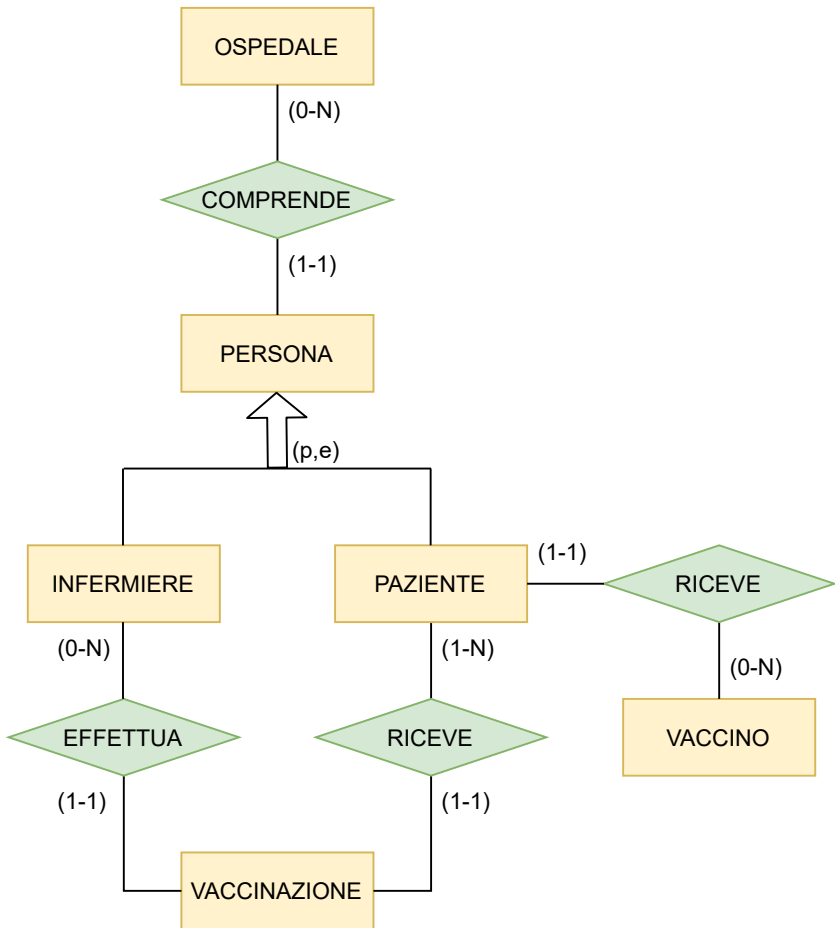 OSPEDALE
(0-N)
COMPRENDE
(1-1)
PERSONA
(p,e)
INFERMIERE
PAZIENTE
(1-1)
RICEVE
(0-N)
(1-N)
(0-N)
EFFETTUA
RICEVE
VACCINO
(1-1)
(1-1)
VACCINAZIONE